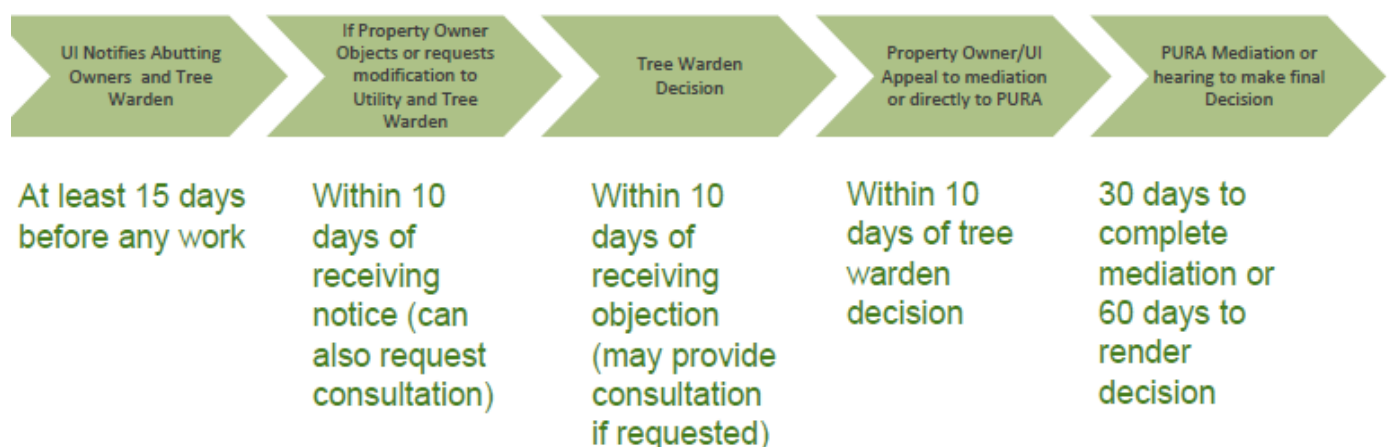 UI Notifies Abutting
Owners and Tree
Warden
If Property Owner
Objects or requests
modification to
Utility and Tree
Warden
Tree Warden
Decision
Property Owner/UI
Appeal to mediation
or directly to PURA
PURA Mediation or
hearing to make final
Decision
At least 15 days
before any work
Within 10
days of
receiving
notice (can
also request
consultation)
Within 10
days of
receiving
objection
(may provide
consultation
if requested)
Within 10
days of tree
warden
decision
30 days to
complete
mediation or
60 days to
render
decision